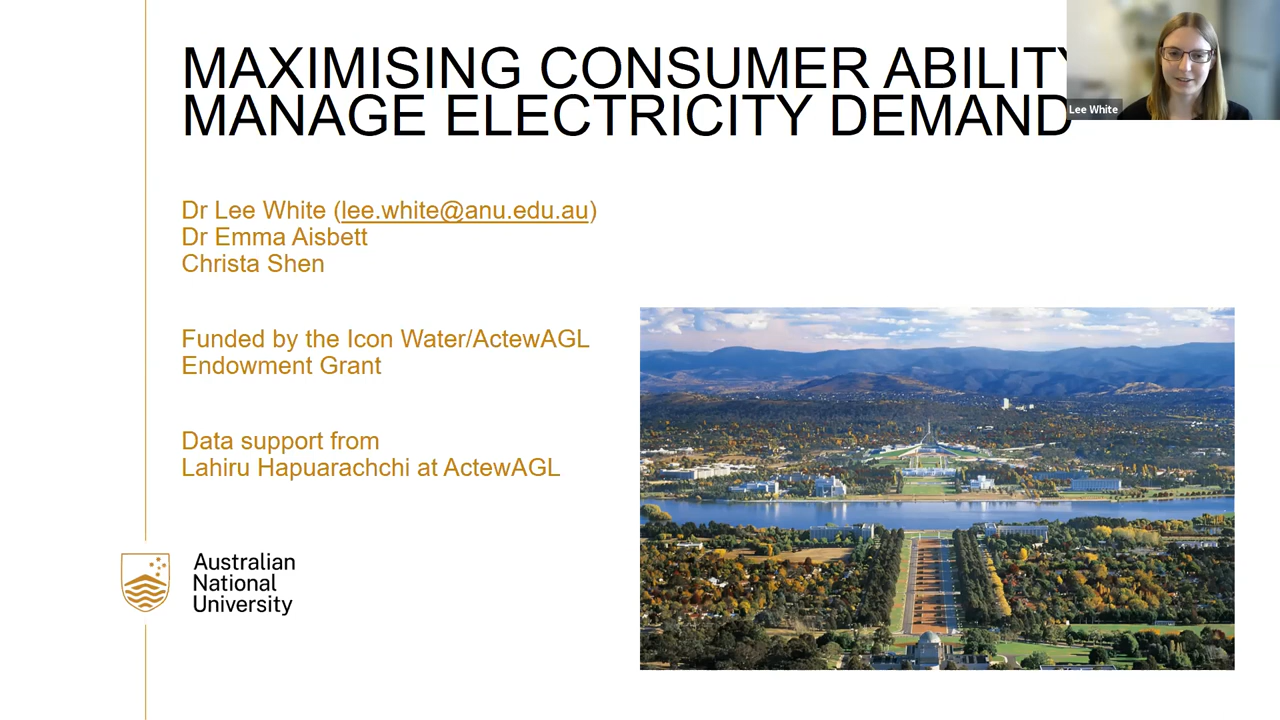 MAXIMISING CONSUMER ABILITY
MANAGE ELECTRICITY DEMAND
Lee White
Dr Lee White (lee.white@anu.edu.au)
Dr Emma Aisbett
Christa Shen
Funded by the Icon Water/ActewAGL
Endowment Grant
Data support from
Lahiru Hapuarachchi at ActewAGL
Australian
National
University